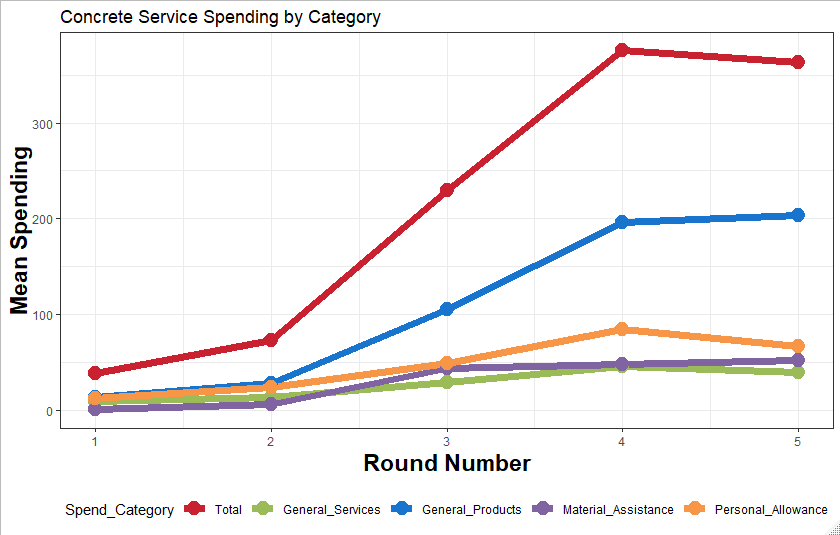 Concrete Service Spending by Category
Mean Spending
300
200
100
0
1 2 3 4 5
Round Number
Spend_Category Total General_Services General_Products Material_Assistance Personal_Allowance